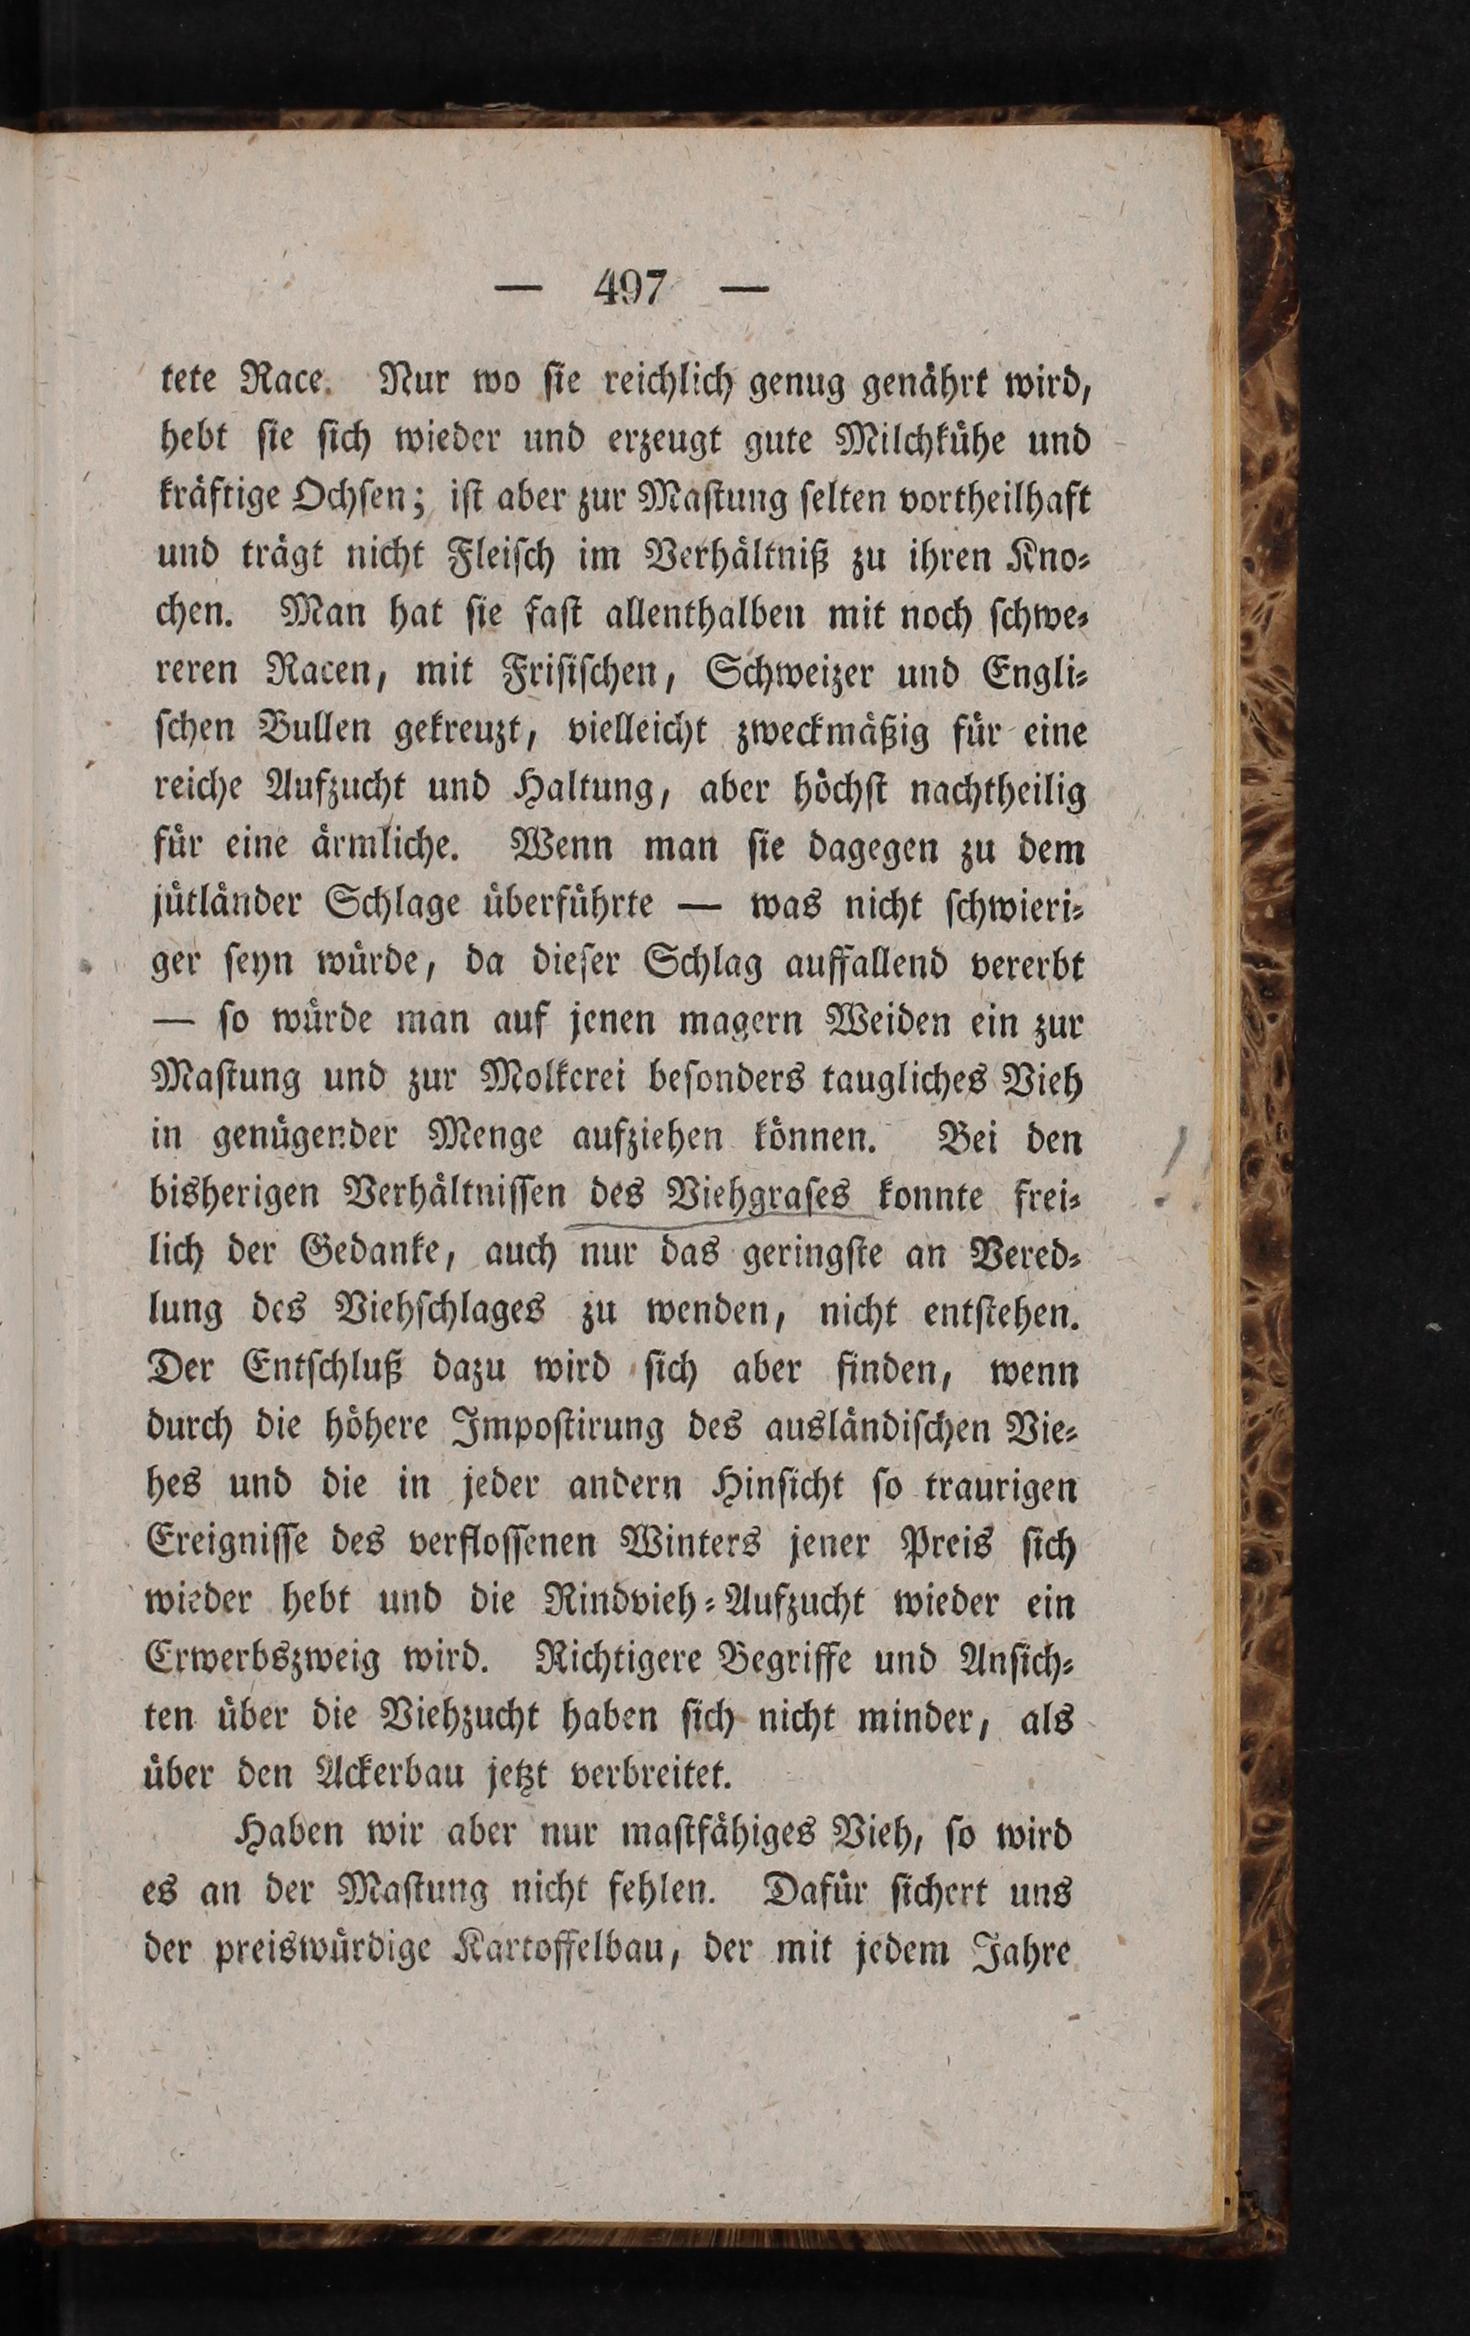 — 497 —
tete Race. Nur wo sie reichlich genug genährt wird,
hebt sie sich wieder und erzeugt gute Milchkühe und
kräftige Ochsen; ist aber zur Mastung selten vortheilhaft
und trägt nicht Fleisch im Verhältniß zu ihren Kno-
chen. Man hat sie fast allenthalben mit noch schwe-
reren Racen, mit Frisischen, Schweizer und Engli-
schen Bullen gekreuzt, vielleicht zweckmäßig für eine
reiche Aufzucht und Haltung, aber höchst nachtheilig
für eine ärmliche. Wenn man sie dagegen zu dem
jütländer Schlage überführte — was nicht schwieri-
ger seyn würde, da dieser Schlag auffallend vererbt
— so würde man auf jenen magern Weiden ein zur
Mastung und zur Molkerei besonders taugliches Vieh
in genügender Menge aufziehen können. Bei den
bisherigen Verhältnissen des Viehgrases konnte frei-
lich der Gedanke, auch nur das geringste an Vered-
lung des Viehschlages zu wenden, nicht entstehen.
Der Entschluß dazu wird sich aber finden, wenn
durch die höhere Impostirung des ausländischen Vie-
hes und die in jeder andern Hinsicht so traurigen
Ereignisse des verflossenen Winters jener Preis sich
wieder hebt und die Rindvieh-Aufzucht wieder ein
Erwerbszweig wird. Richtigere Begriffe und Ansich-
ten über die Viehzucht haben sich nicht minder, als
über den Ackerbau jetzt verbreitet.
Haben wir aber nur mastfähiges Vieh, so wird
es an der Mastung nicht fehlen. Dafür sichert uns
der preiswürdige Kartoffelbau, der mit jedem Jahre